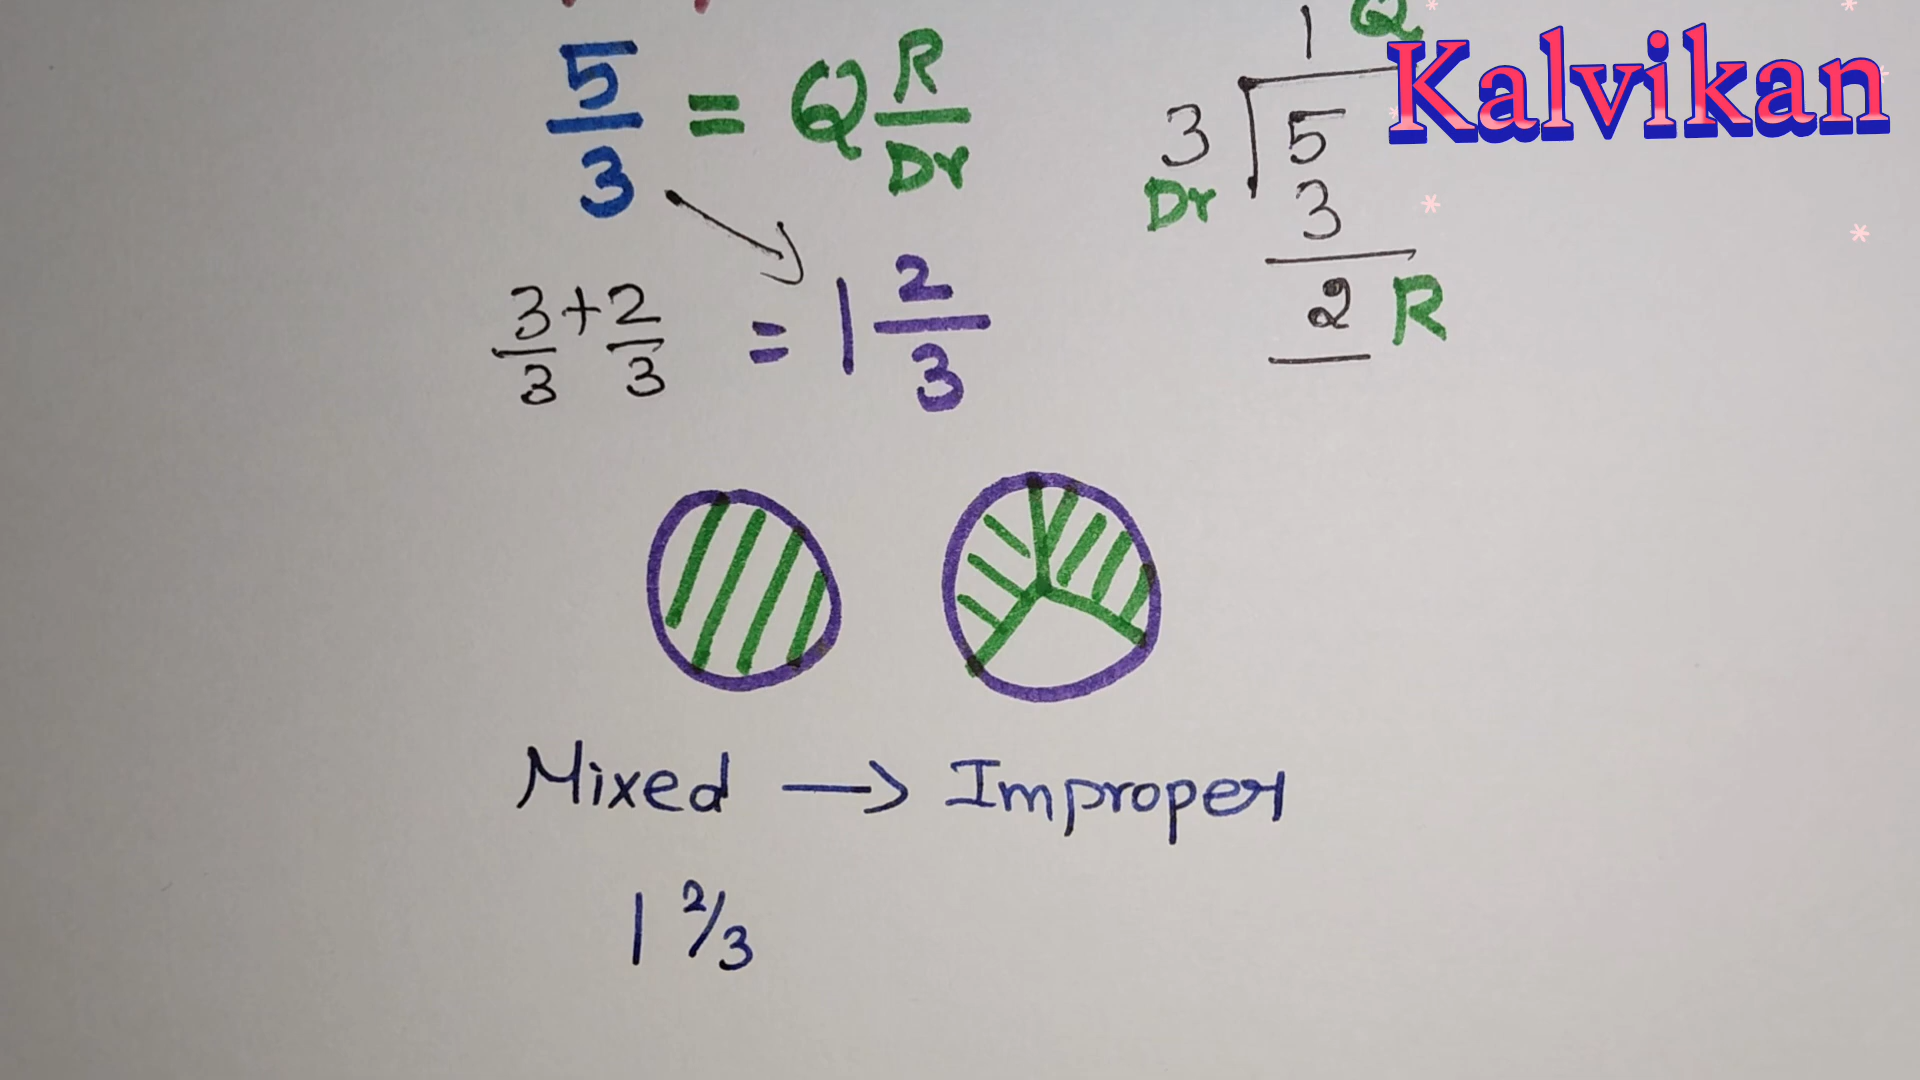 Kalvikan
5/3 = Q R/Dr
3/3 + 2/3 = 1 2/3
1 Q
3 5
Dr 3
2 R
Mixed → Improper
1 2/3